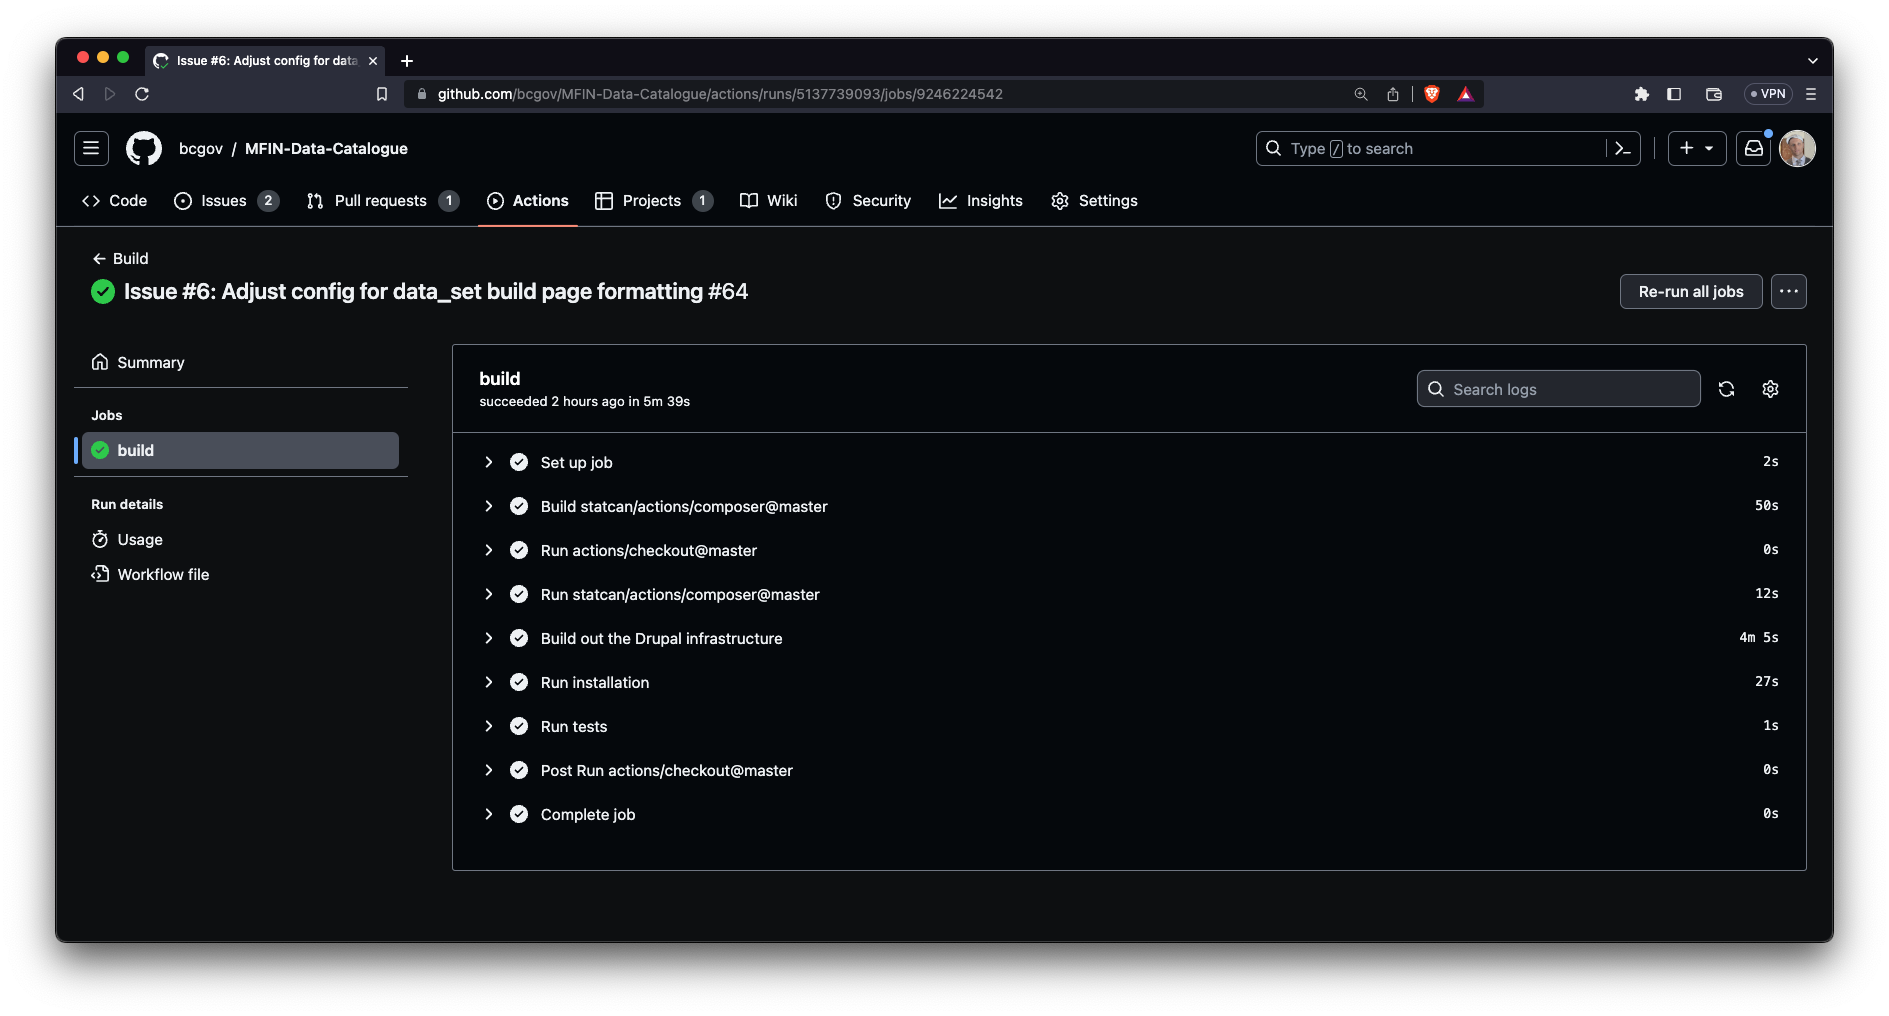 Issue #6: Adjust config for data
github.com/bcgov/MFIN-Data-Catalogue/actions/runs/5137739093/jobs/9246224542
VPN
bcgov / MFIN-Data-Catalogue
Type / to search
Code
Issues 2
Pull requests 1
Actions
Projects 1
Wiki
Security
Insights
Settings
Build
Issue #6: Adjust config for data_set build page formatting #64
Re-run all jobs
Summary
Jobs
build
Run details
Usage
Workflow file
build
succeeded 2 hours ago in 5m 39s
Search logs
Set up job 2s
Build statcan/actions/composer@master 50s
Run actions/checkout@master 0s
Run statcan/actions/composer@master 12s
Build out the Drupal infrastructure 4m 5s
Run installation 27s
Run tests 1s
Post Run actions/checkout@master 0s
Complete job 0s